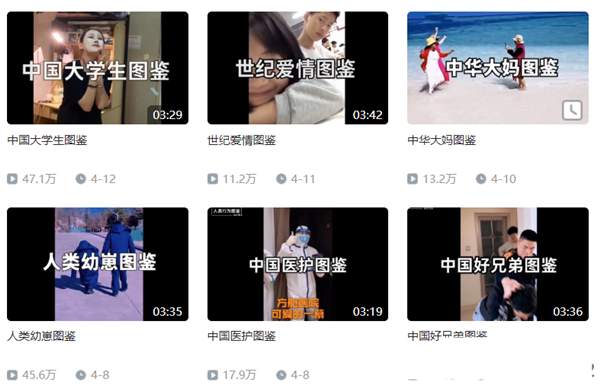 中国大学生图鉴
03:29
世纪爱情图鉴
03:42
中华大妈图鉴
中国大学生图鉴
世纪爱情图鉴
中华大妈图鉴
47.1万 4-12
11.2万 4-11
13.2万 4-10
人类幼崽图鉴
03:35
人类行为图鉴
中国医护图鉴
方舱医院
可爱的一幕
03:19
中国好兄弟图鉴
03:36
人类幼崽图鉴
中国医护图鉴
中国好兄弟图鉴
45.6万 4-8
17.9万 4-8